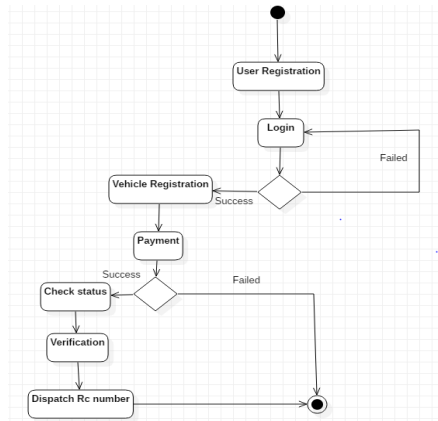 User Registration
Login
Failed
Vehicle Registration
Success
Payment
Success
Failed
Check status
Verification
Dispatch Rc number